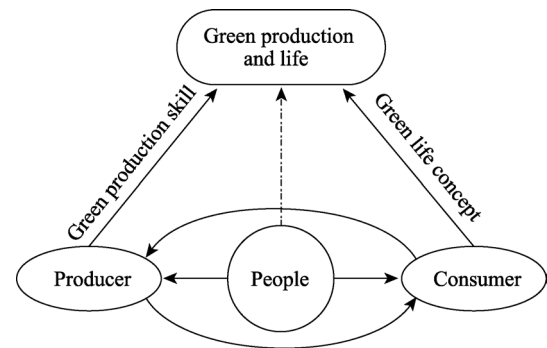 Green production
and life
Green production skill
Green life concept
Producer
People
Consumer